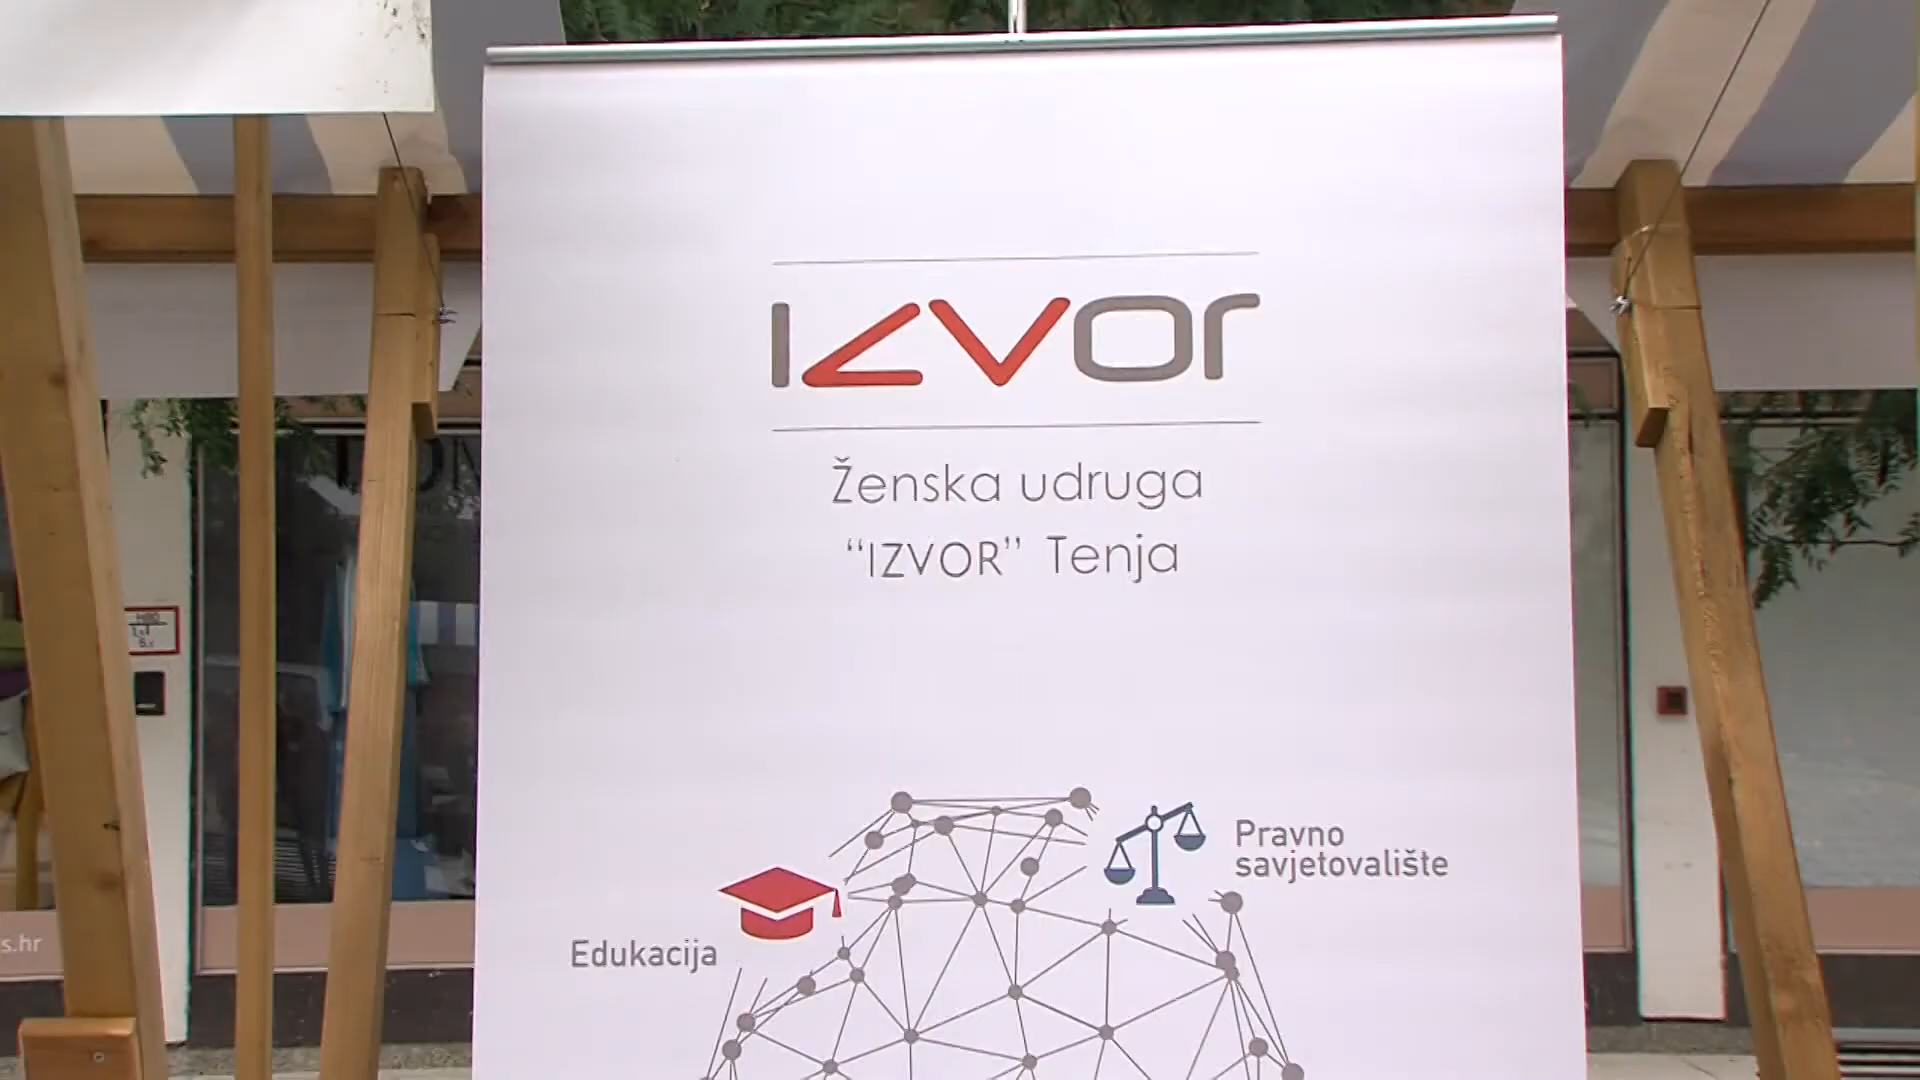 IZVOR
Ženska udruga
“IZVOR” Tenja
Pravno
savjetovalište
Edukacija
s.hr